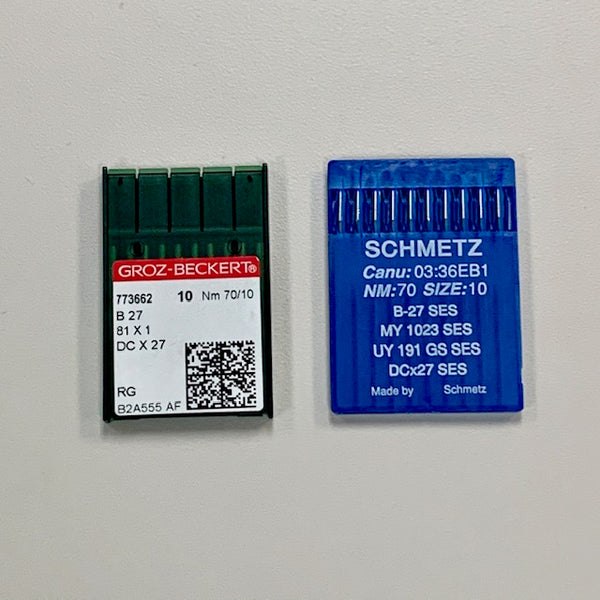 GROZ-BECKERT®
773662 10 Nm 70/10
B 27
81 X 1
DC X 27
RG
B2A555 AF
SCHMETZ
Canu: 03:36EB1
NM:70 SIZE:10
B-27 SES
MY 1023 SES
UY 191 GS SES
DCx27 SES
Made by Schmetz